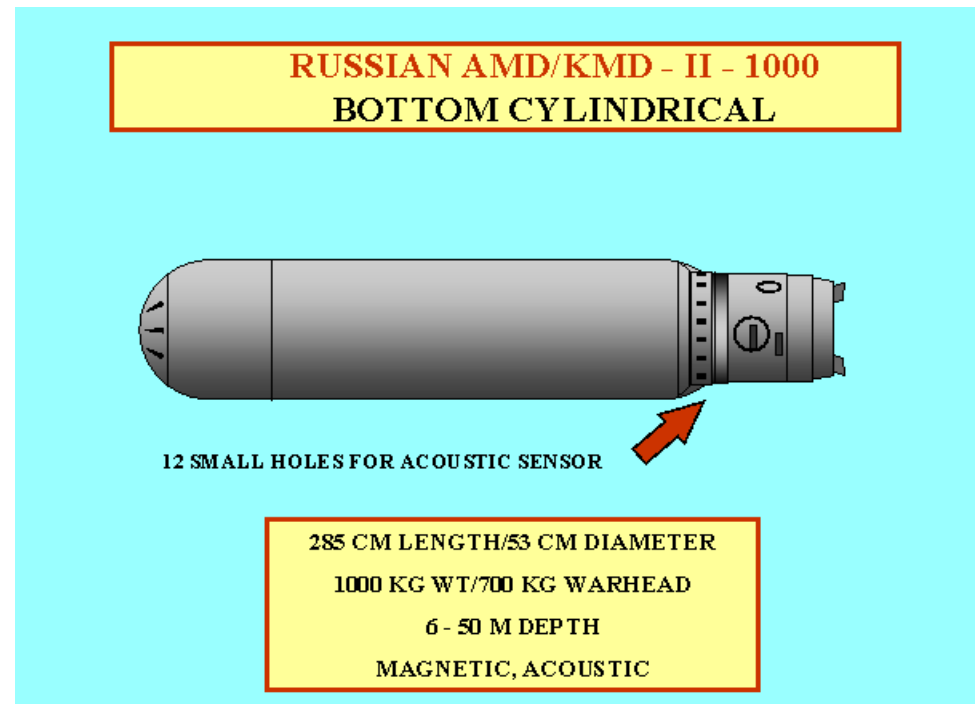 RUSSIAN AMD/KMD - II - 1000
BOTTOM CYLINDRICAL
12 SMALL HOLES FOR ACOUSTIC SENSOR
285 CM LENGTH/53 CM DIAMETER
1000 KG WT/700 KG WARHEAD
6 - 50 M DEPTH
MAGNETIC, ACOUSTIC